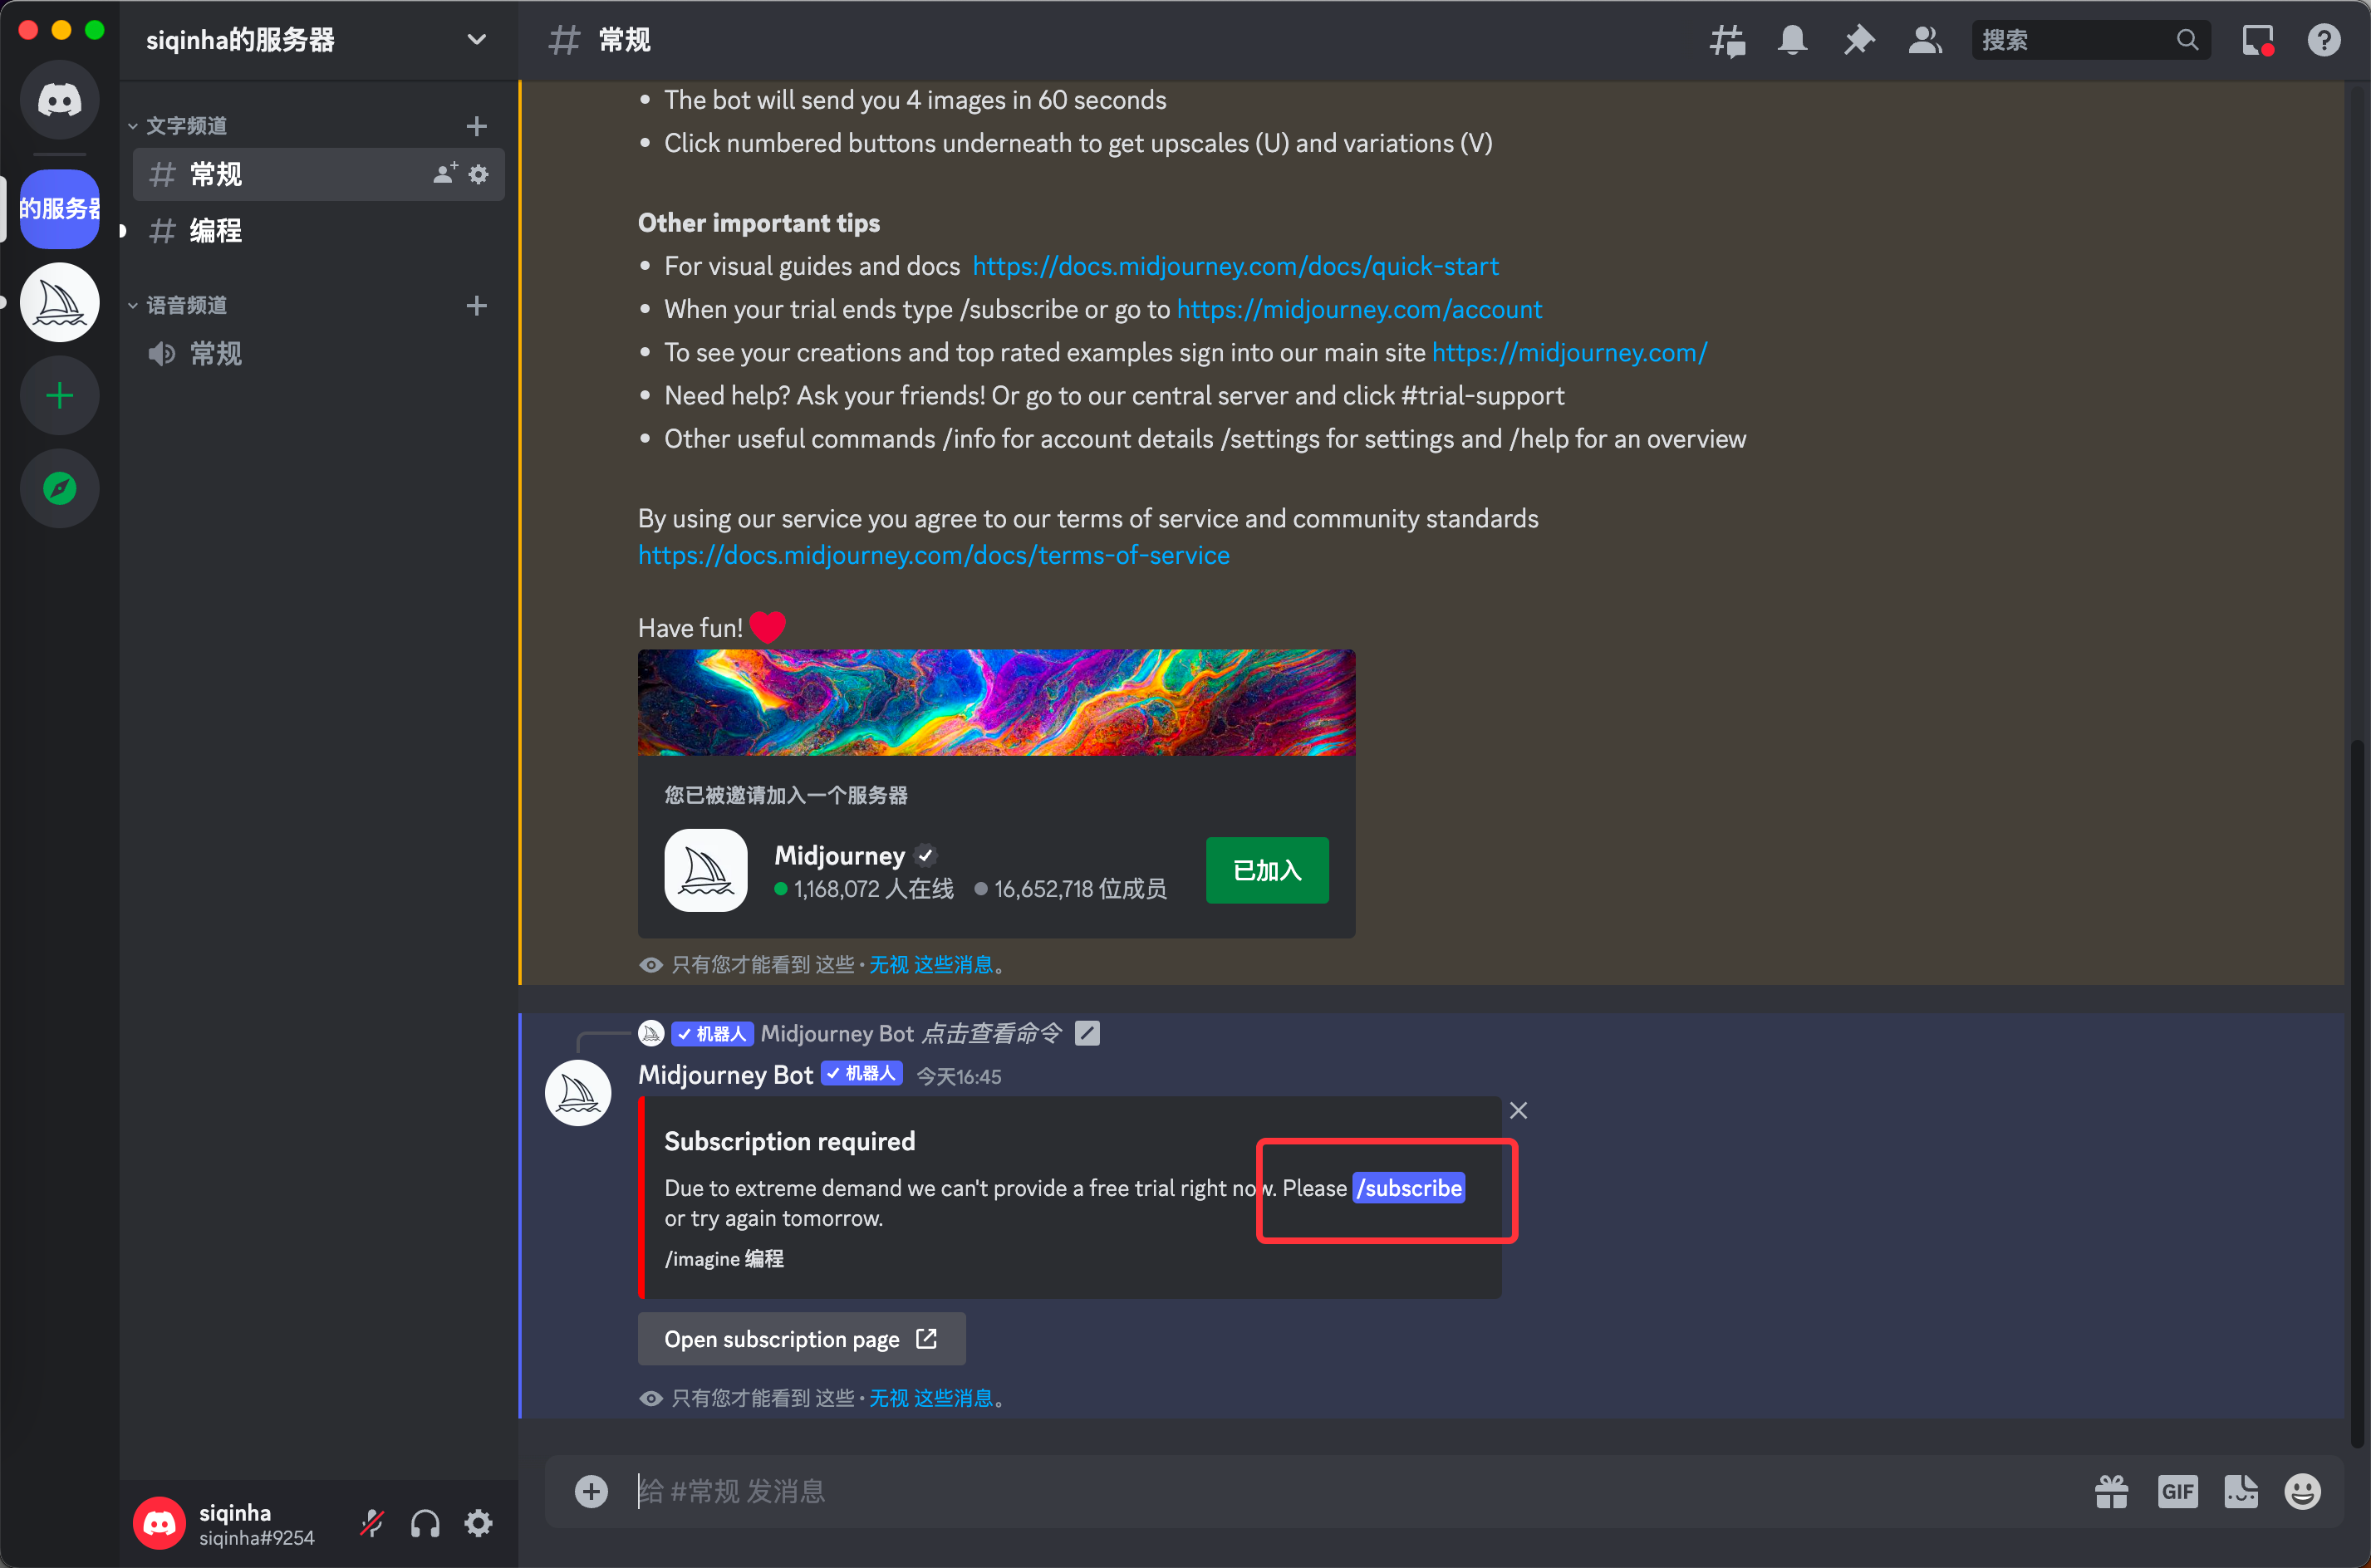 siqinha的服务器
常规
搜索
文字频道
常规
编程
语音频道
常规
的服务器
The bot will send you 4 images in 60 seconds
Click numbered buttons underneath to get upscales (U) and variations (V)
Other important tips
For visual guides and docs https://docs.midjourney.com/docs/quick-start
When your trial ends type /subscribe or go to https://midjourney.com/account
To see your creations and top rated examples sign into our main site https://midjourney.com/
Need help? Ask your friends! Or go to our central server and click #trial-support
Other useful commands /info for account details /settings for settings and /help for an overview
By using our service you agree to our terms of service and community standards
https://docs.midjourney.com/docs/terms-of-service
Have fun!
您已被邀请加入一个服务器
Midjourney
1,168,072 人在线 16,652,718 位成员
已加入
只有您才能看到 这些 • 无视 这些消息。
机器人 Midjourney Bot 点击查看命令
Midjourney Bot 机器人 今天16:45
Subscription required
Due to extreme demand we can't provide a free trial right now. Please /subscribe
or try again tomorrow.
/imagine 编程
Open subscription page
只有您才能看到 这些 • 无视 这些消息。
给 #常规 发消息
GIF
siqinha
siqinha#9254